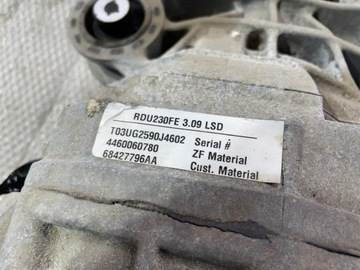 RDU230FE 3.09 LSD
T03UG2590J4602 Serial #
4460060780 ZF Material
68427796AA Cust. Material